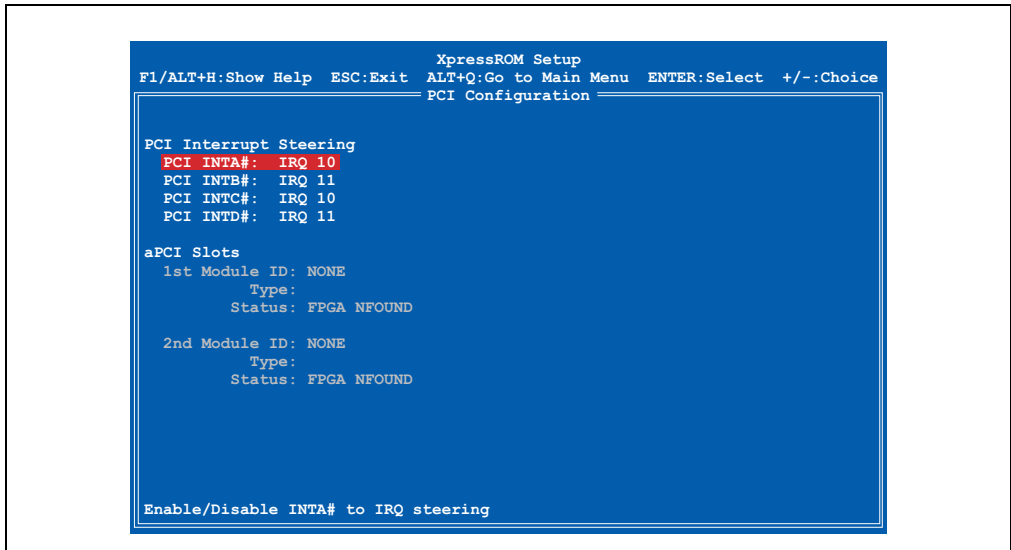 XpressROM Setup
F1/ALT+H:Show Help ESC:Exit ALT+Q:Go to Main Menu ENTER:Select +/-:Choice
PCI Configuration
PCI Interrupt Steering
PCI INTA#: IRQ 10
PCI INTB#: IRQ 11
PCI INTC#: IRQ 10
PCI INTD#: IRQ 11
aPCI Slots
1st Module ID: NONE
Type:
Status: FPGA NFOUND
2nd Module ID: NONE
Type:
Status: FPGA NFOUND
Enable/Disable INTA# to IRQ steering